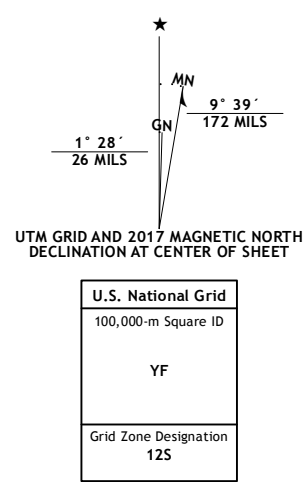 ★
MN
GN
9° 39´
172 MILS
1° 28´
26 MILS
UTM GRID AND 2017 MAGNETIC NORTH
DECLINATION AT CENTER OF SHEET
U.S. National Grid
100,000-m Square ID
YF
Grid Zone Designation
12S